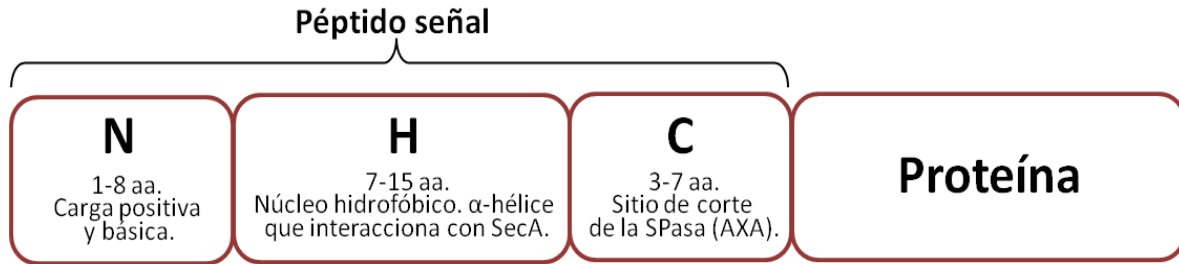 Péptido señal
N
1-8 aa.
Carga positiva
y básica.
H
7-15 aa.
Núcleo hidrofóbico. α-hélice
que interacciona con SecA.
C
3-7 aa.
Sitio de corte
de la SPasa (AXA).
Proteína